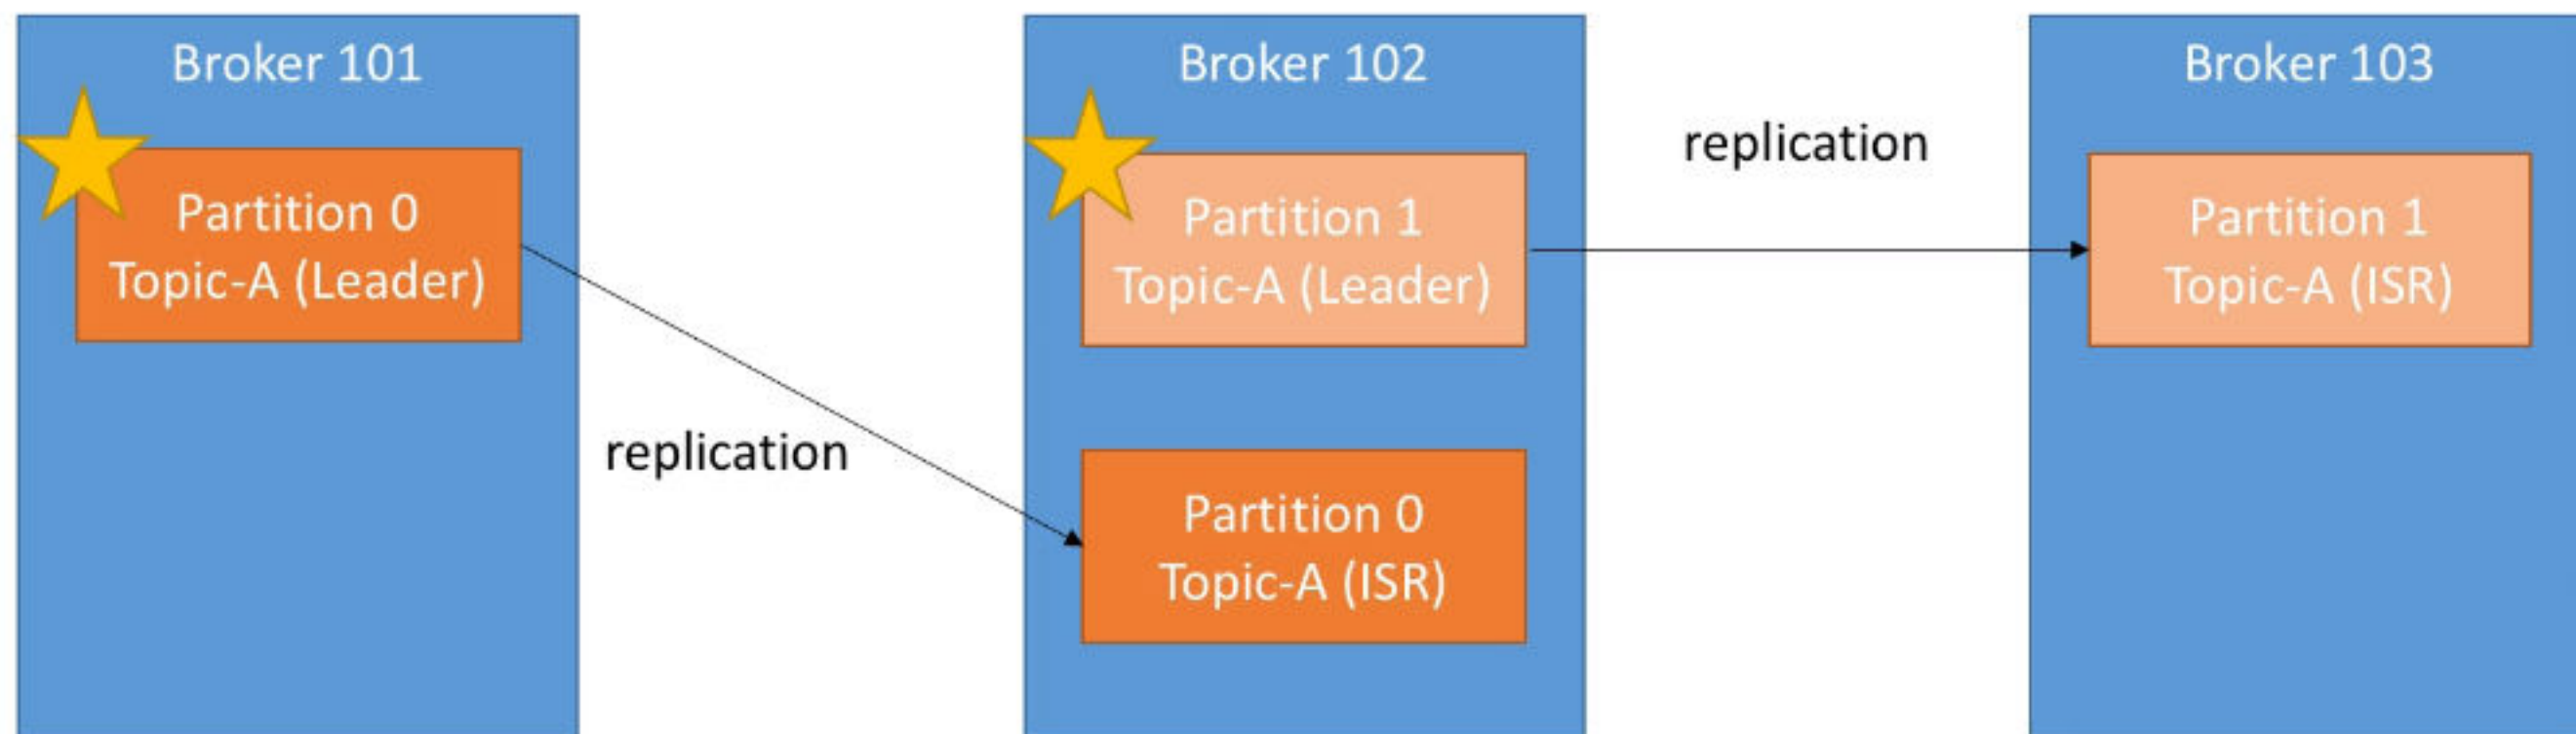 Broker 101
Partition 0
Topic-A (Leader)
replication
Broker 102
Partition 1
Topic-A (Leader)
Partition 0
Topic-A (ISR)
replication
Broker 103
Partition 1
Topic-A (ISR)